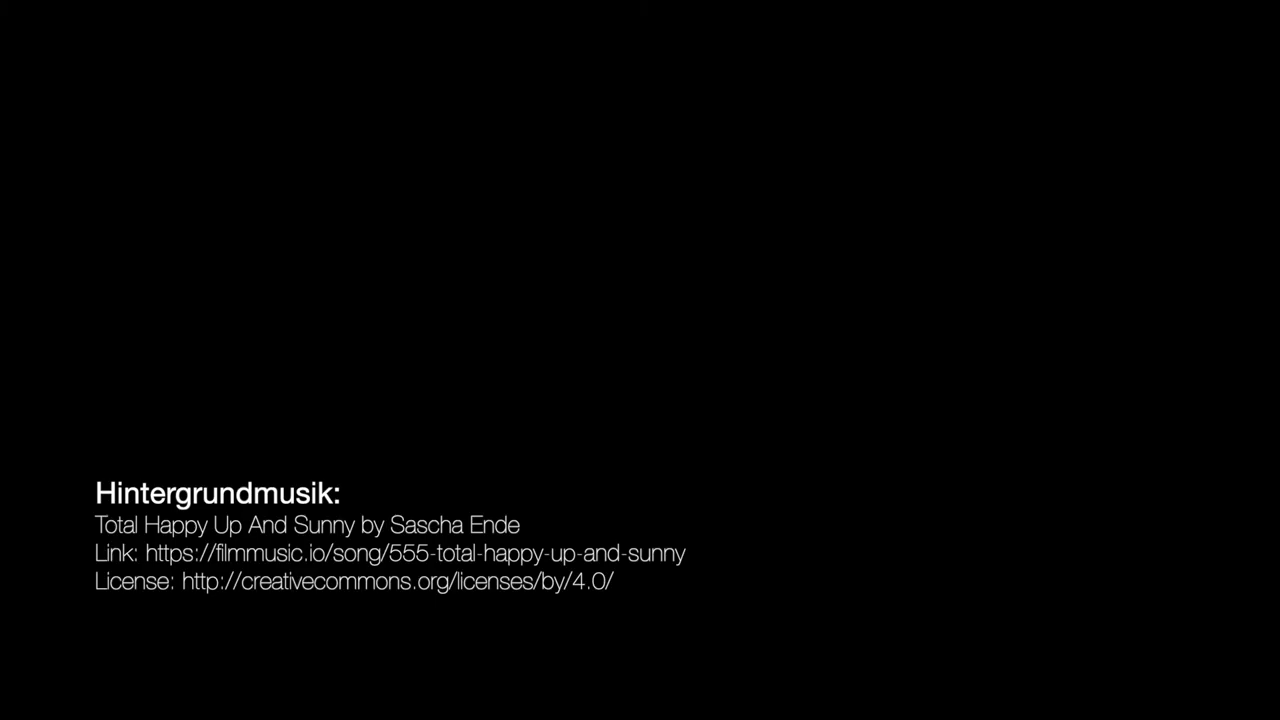 Hintergrundmusik:
Total Happy Up And Sunny by Sascha Ende
Link: https://filmmusic.io/song/555-total-happy-up-and-sunny
License: http://creativecommons.org/licenses/by/4.0/